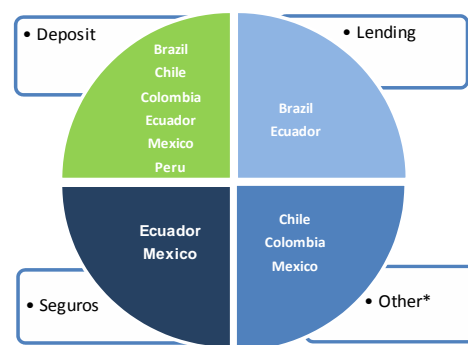 • Deposit
Brazil
Chile
Colombia
Ecuador
Mexico
Peru
• Lending
Brazil
Ecuador
Ecuador
Mexico
• Seguros
Chile
Colombia
Mexico
• Other*